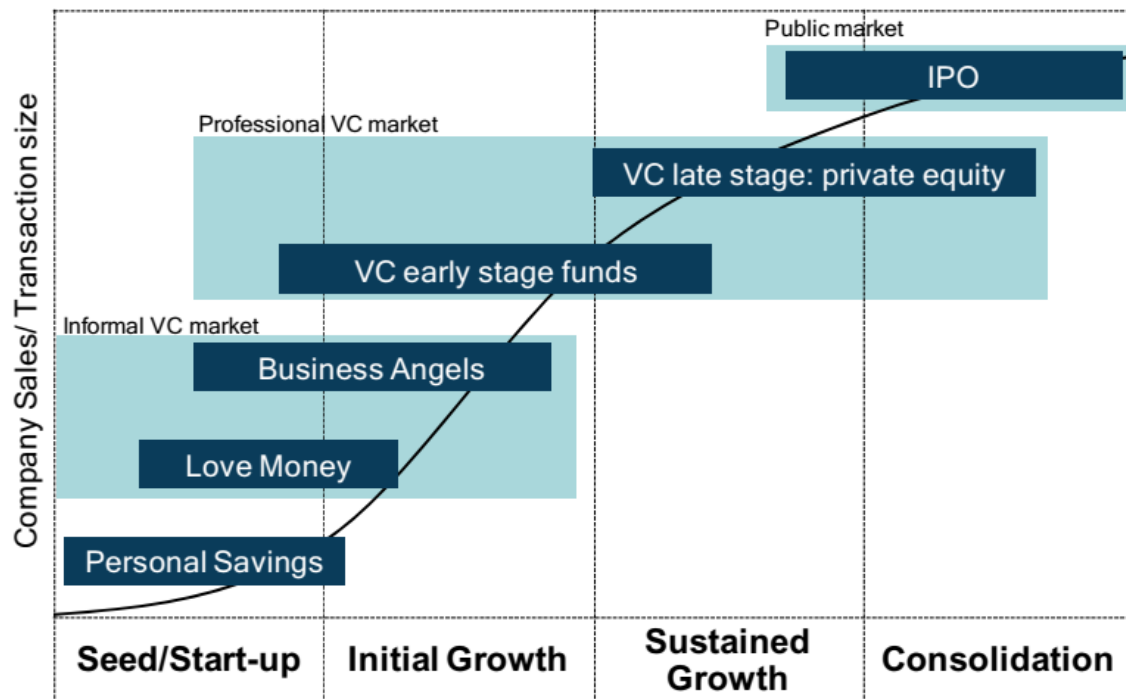 Public market
IPO
Professional VC market
VC late stage: private equity
VC early stage funds
Informal VC market
Business Angels
Love Money
Personal Savings
Company Sales/ Transaction size
Seed/Start-up
Initial Growth
Sustained
Growth
Consolidation